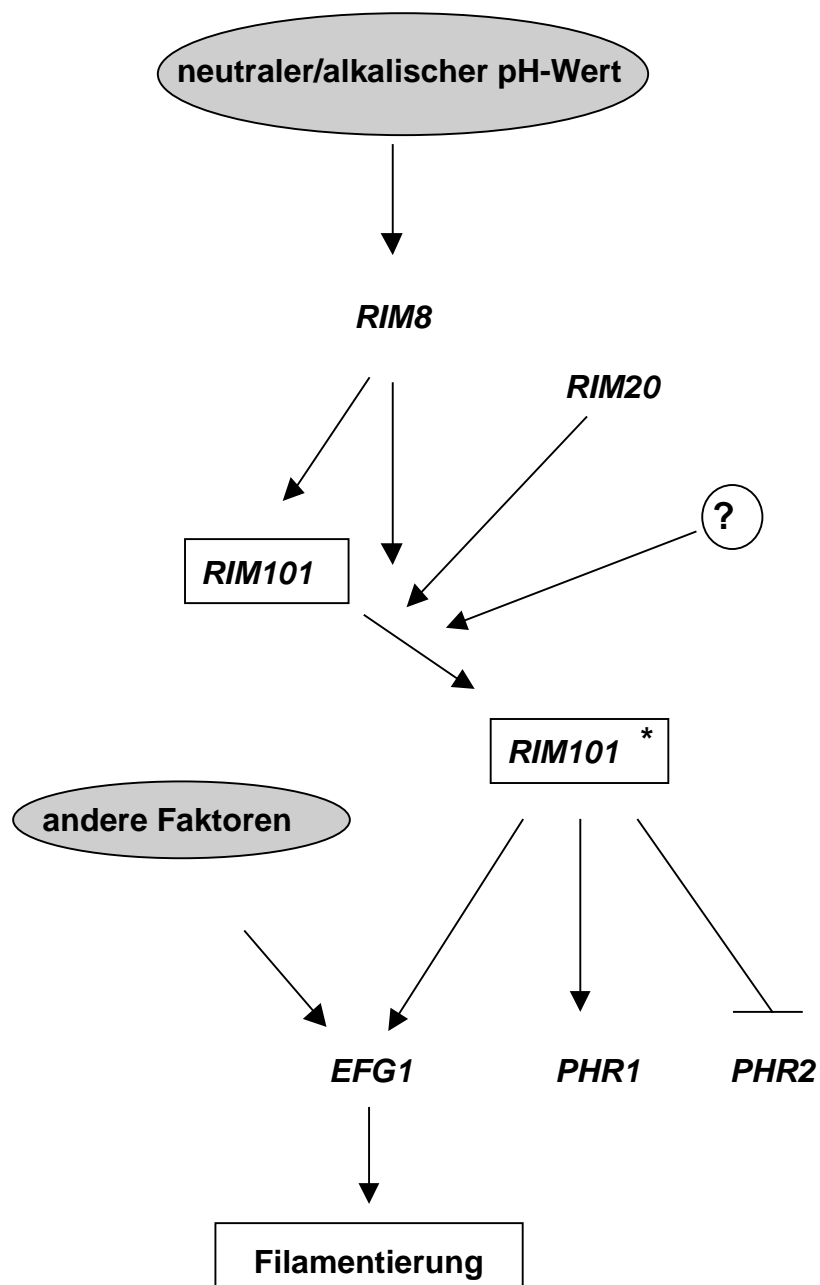 neutraler/alkalischer pH-Wert
RIM8
RIM20
?
RIM101
RIM101 *
andere Faktoren
EFG1 PHR1 PHR2
Filamentierung